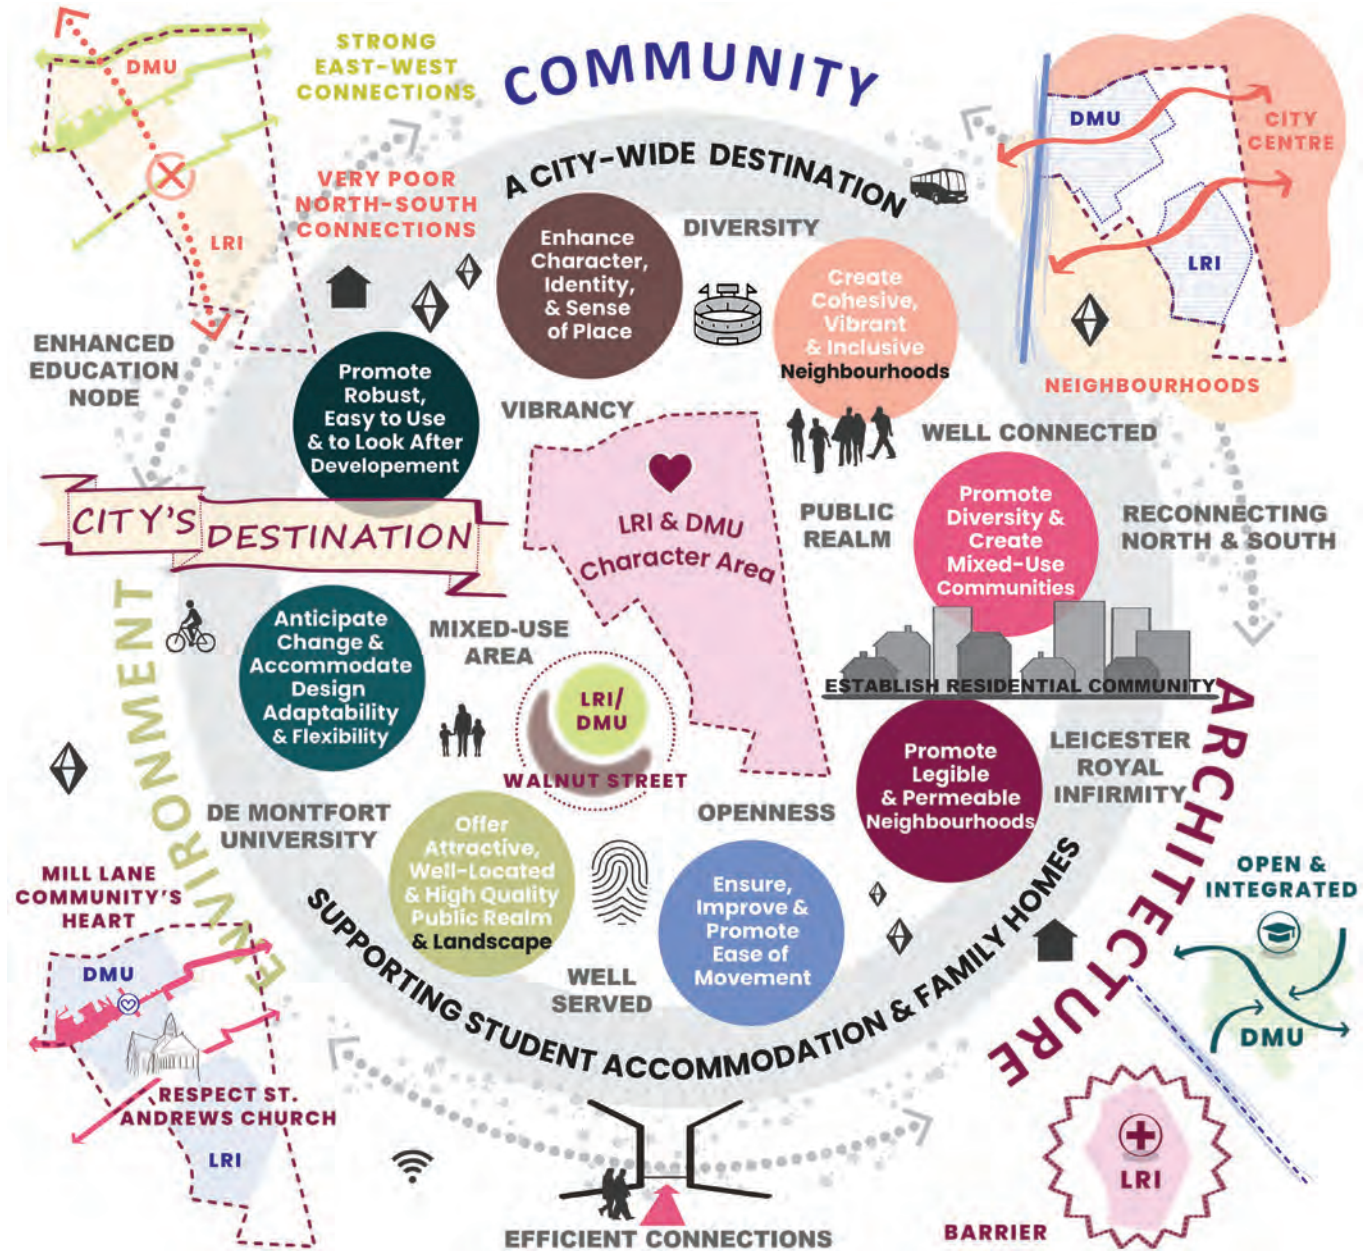 COMMUNITY
STRONG
EAST-WEST
CONNECTIONS
DMU
LRI
VERY POOR
NORTH-SOUTH
CONNECTIONS
A CITY-WIDE DESTINATION
DMU
CITY
CENTRE
LRI
NEIGHBOURHOODS
Enhance
Character,
Identity,
& Sense
of Place
DIVERSITY
Create
Cohesive,
Vibrant
& Inclusive
Neighbourhoods
ENHANCED
EDUCATION
NODE
Promote
Robust,
Easy to Use
& to Look After
Developement
VIBRANCY
WELL CONNECTED
CITY'S
DESTINATION
LRI & DMU
Character Area
PUBLIC
REALM
Promote
Diversity &
Create
Mixed-Use
Communities
RECONNECTING
NORTH & SOUTH
ENVIRONMENT
Anticipate
Change &
Accommodate
Design
Adaptability
& Flexibility
MIXED-USE
AREA
LRI/
DMU
WALNUT STREET
ESTABLISH RESIDENTIAL COMMUNITY
ARCHITECTURE
Promote
Legible
& Permeable
Neighbourhoods
LEICESTER
ROYAL
INFIRMITY
DE MONTFORT
UNIVERSITY
Offer
Attractive,
Well-Located
& High Quality
Public Realm
& Landscape
OPENNESS
Ensure,
Improve &
Promote
Ease of
Movement
WELL
SERVED
SUPPORTING STUDENT ACCOMMODATION & FAMILY HOMES
MILL LANE
COMMUNITY'S
HEART
DMU
RESPECT ST.
ANDREWS CHURCH
LRI
OPEN &
INTEGRATED
DMU
LRI
BARRIER
EFFICIENT CONNECTIONS